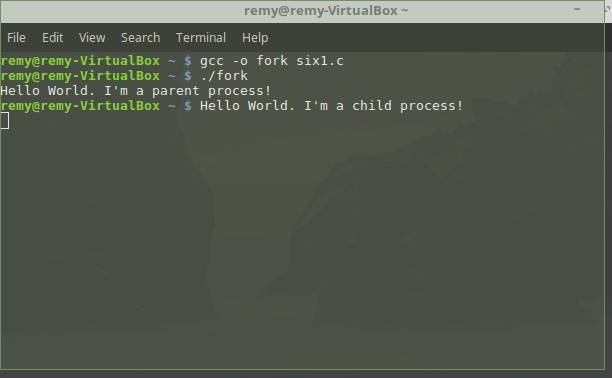 remy@remy-VirtualBox ~
File Edit View Search Terminal Help
remy@remy-VirtualBox ~ $ gcc -o fork six1.c
remy@remy-VirtualBox ~ $ ./fork
Hello World. I'm a parent process!
remy@remy-VirtualBox ~ $ Hello World. I'm a child process!